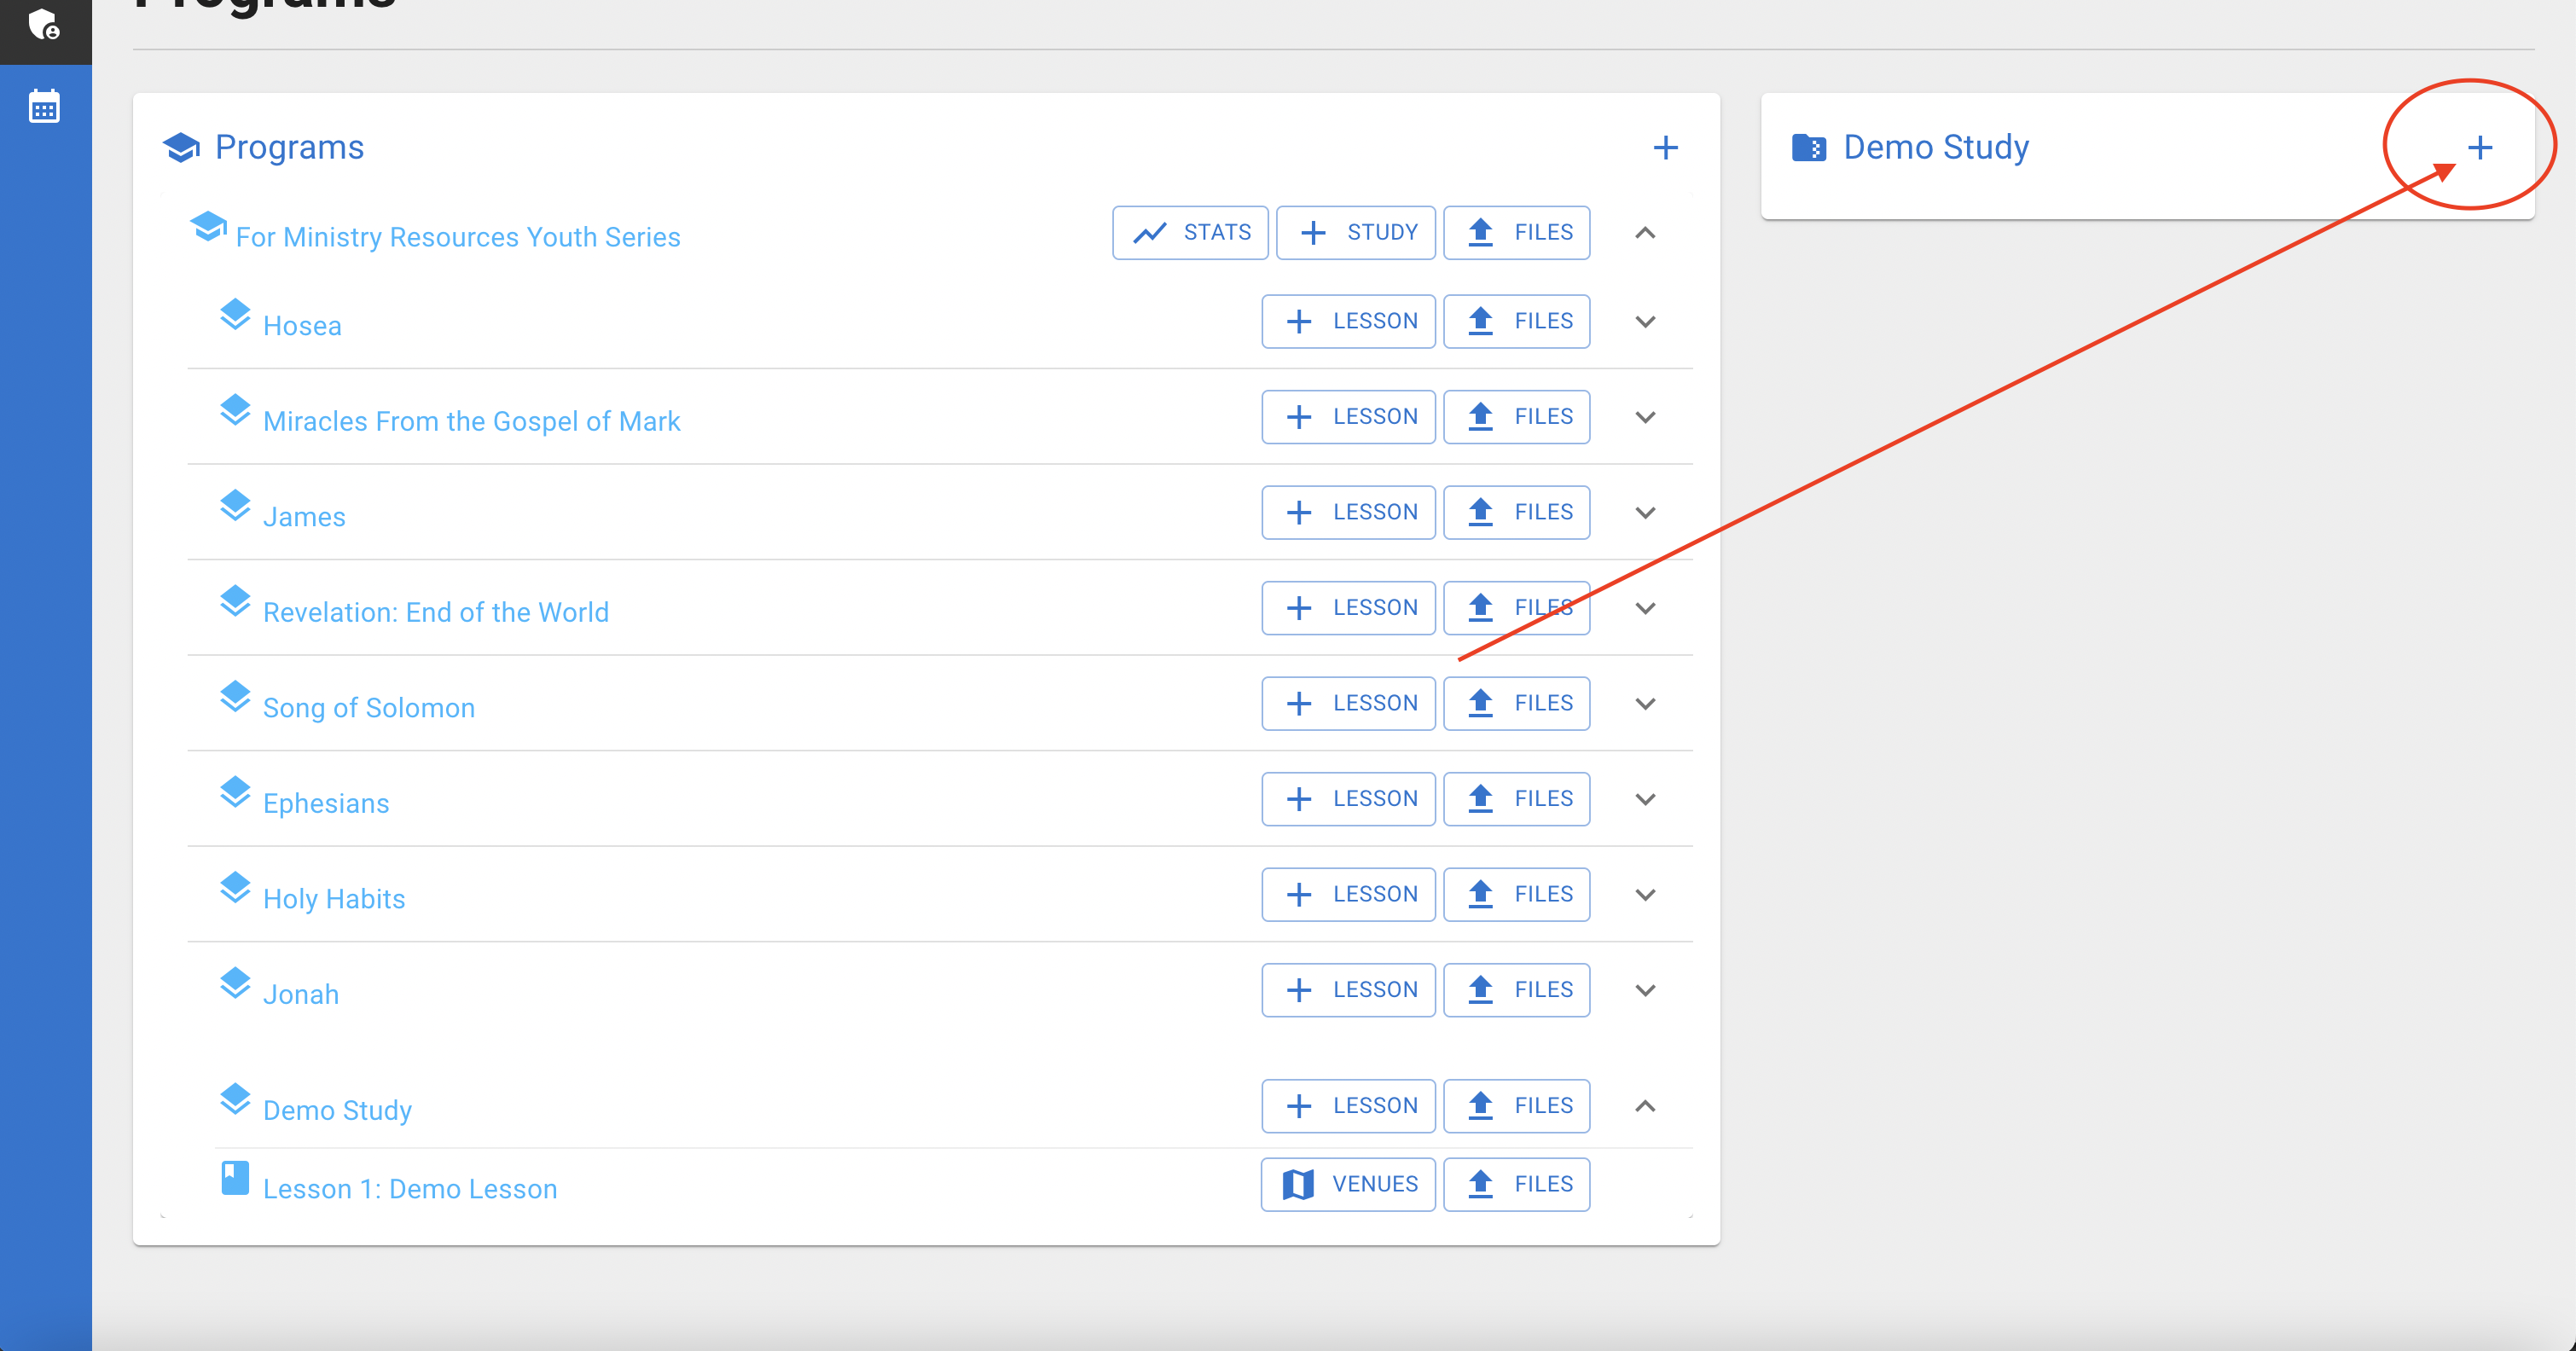 Programs
Programs
Demo Study
For Ministry Resources Youth Series STATS STUDY FILES
Hosea LESSON FILES
Miracles From the Gospel of Mark LESSON FILES
James LESSON FILES
Revelation: End of the World LESSON FILES
Song of Solomon LESSON FILES
Ephesians LESSON FILES
Holy Habits LESSON FILES
Jonah LESSON FILES
Demo Study LESSON FILES
Lesson 1: Demo Lesson VENUES FILES